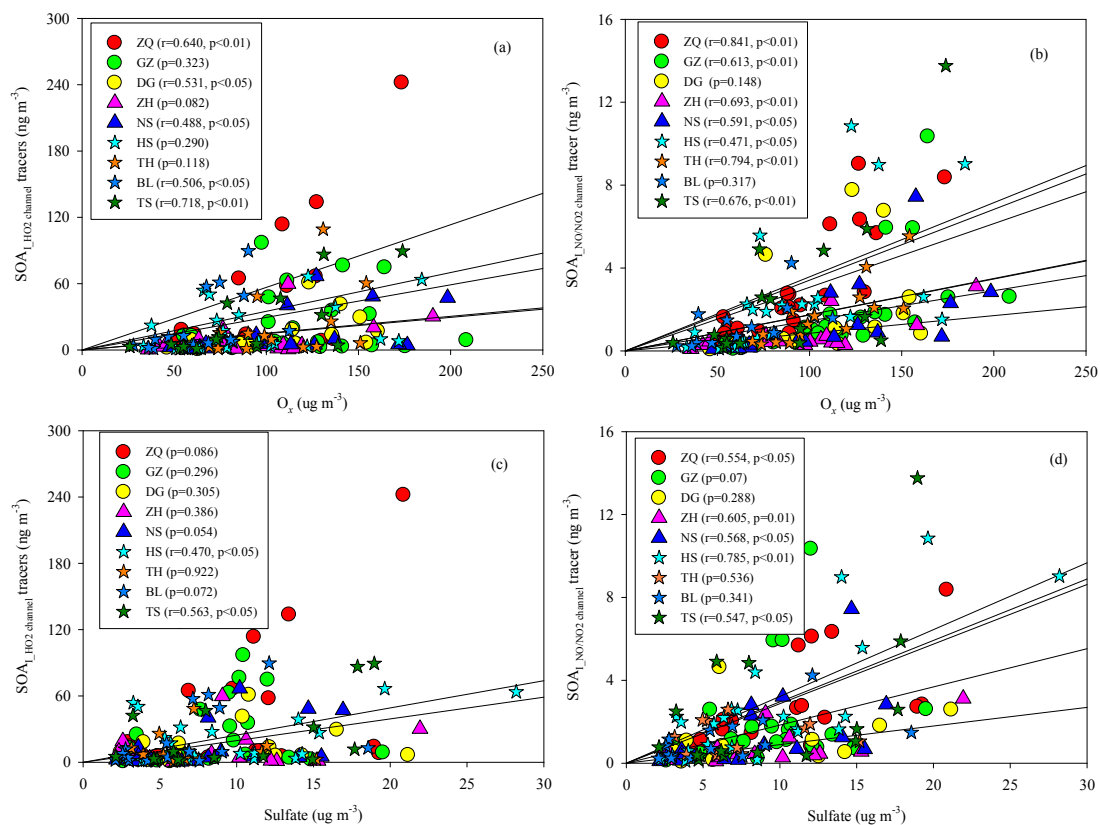 300
240
180
120
60
0
SOA_I_HO2 channel tracers (ng m⁻³)
ZQ (r=0.640, p<0.01)
GZ (p=0.323)
DG (r=0.531, p<0.05)
ZH (p=0.082)
NS (r=0.488, p<0.05)
HS (p=0.290)
TH (p=0.118)
BL (r=0.506, p<0.05)
TS (r=0.718, p<0.01)
(a)
0 50 100 150 200 250
Oₓ (ug m⁻³)
16
12
8
4
0
SOA_I_NO/NO2 channel tracer (ng m⁻³)
ZQ (r=0.841, p<0.01)
GZ (r=0.613, p<0.01)
DG (p=0.148)
ZH (r=0.693, p<0.01)
NS (r=0.591, p<0.05)
HS (r=0.471, p<0.05)
TH (r=0.794, p<0.01)
BL (p=0.317)
TS (r=0.676, p<0.01)
(b)
0 50 100 150 200 250
Oₓ (ug m⁻³)
300
240
180
120
60
0
SOA_I_HO2 channel tracers (ng m⁻³)
ZQ (p=0.086)
GZ (p=0.296)
DG (p=0.305)
ZH (p=0.386)
NS (p=0.054)
HS (r=0.470, p<0.05)
TH (p=0.922)
BL (p=0.072)
TS (r=0.563, p<0.05)
(c)
0 5 10 15 20 25 30
Sulfate (ug m⁻³)
16
12
8
4
0
SOA_I_NO/NO2 channel tracer (ng m⁻³)
ZQ (r=0.554, p<0.05)
GZ (p=0.07)
DG (p=0.288)
ZH (r=0.605, p=0.01)
NS (r=0.568, p<0.05)
HS (r=0.785, p<0.01)
TH (p=0.536)
BL (p=0.341)
TS (r=0.547, p<0.05)
(d)
0 5 10 15 20 25 30
Sulfate (ug m⁻³)